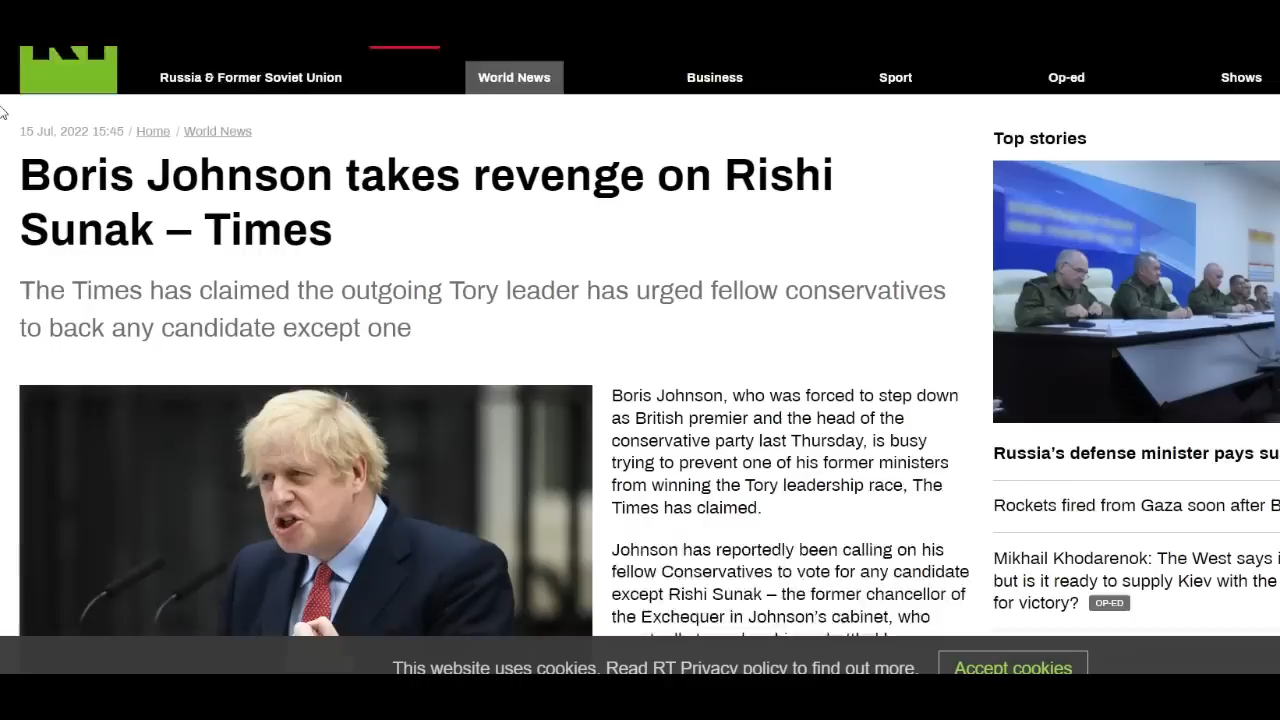 RT
Russia & Former Soviet Union
World News
Business
Sport
Op-ed
Shows
15 Jul, 2022 15:45 / Home / World News
Boris Johnson takes revenge on Rishi
Sunak – Times
The Times has claimed the outgoing Tory leader has urged fellow conservatives
to back any candidate except one
Boris Johnson, who was forced to step down
as British premier and the head of the
conservative party last Thursday, is busy
trying to prevent one of his former ministers
from winning the Tory leadership race, The
Times has claimed.
Johnson has reportedly been calling on his
fellow Conservatives to vote for any candidate
except Rishi Sunak – the former chancellor of
the Exchequer in Johnson’s cabinet, who
Top stories
Russia’s defense minister pays su
Rockets fired from Gaza soon after B
Mikhail Khodarenok: The West says i
but is it ready to supply Kiev with the
for victory? OP-ED
This website uses cookies. Read RT Privacy policy to find out more.
Accept cookies